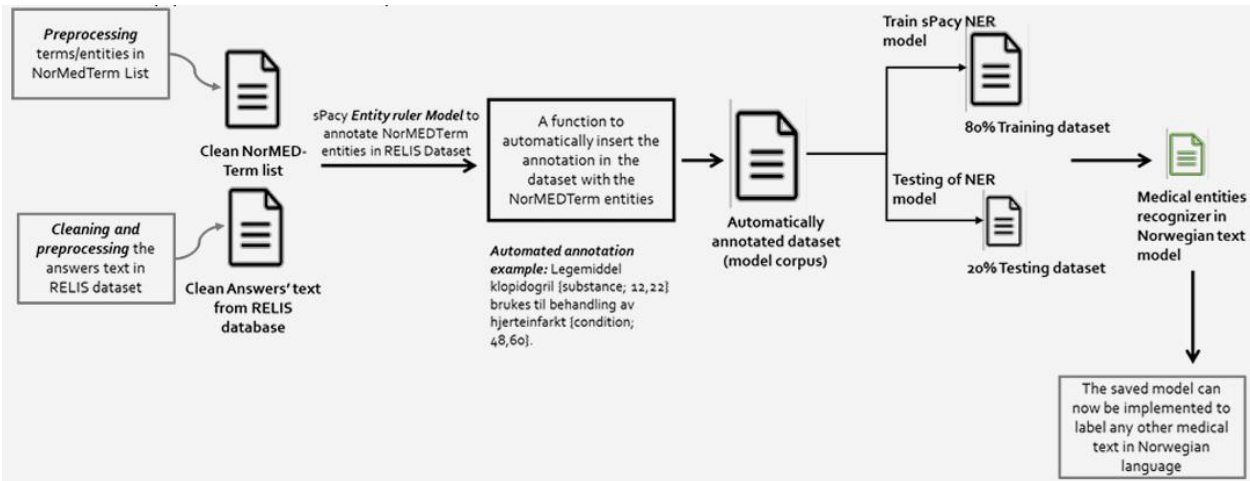 Preprocessing
terms/entities in
NorMedTerm List
Clean NorMED-
Term list
Cleaning and
preprocessing the
answers text in
RELIS dataset
Clean Answers' text
from RELIS
database
sPacy Entity ruler Model to
annotate NorMEDTerm
entities in RELIS Dataset
A function to
automatically insert the
annotation in the
dataset with the
NorMEDTerm entities
Automated annotation
example: Legemiddel
klopidogril {substance; 12,22}
brukes til behandling av
hjerteinfarkt {condition;
48,60}.
Automatically
annotated dataset
(model corpus)
Train sPacy NER
model
80% Training dataset
Testing of NER
model
20% Testing dataset
Medical entities
recognizer in
Norwegian text
model
The saved model can
now be implemented to
label any other medical
text in Norwegian
language